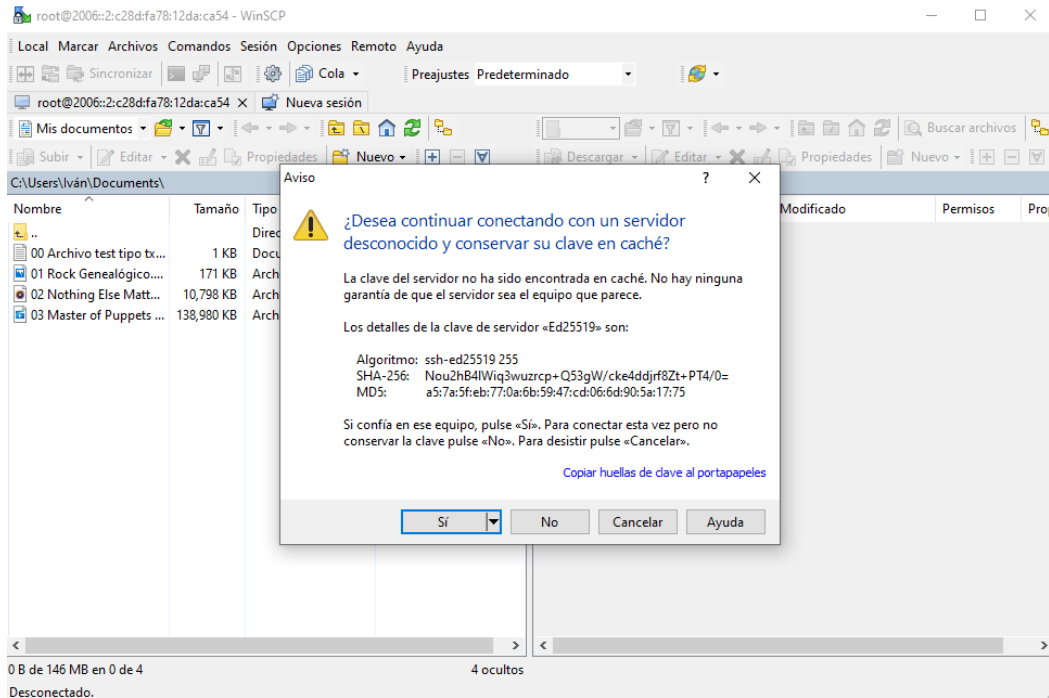 root@2006::2:c28d:fa78:12da:ca54 - WinSCP
Local Marcar Archivos Comandos Sesión Opciones Remoto Ayuda
Sincronizar Cola Preajustes Predeterminado
root@2006::2:c28d:fa78:12da:ca54 Nueva sesión
Mis documentos Buscar archivos
Subir Editar Propiedades Nuevo Descargar Editar Propiedades Nuevo
C:\Users\Iván\Documents\
Nombre Tamaño Tipo Modificado Permisos Pro
.. Direc
00 Archivo test tipo tx... 1 KB Docu
01 Rock Genealógico.... 171 KB Arch
02 Nothing Else Matt... 10,798 KB Arch
03 Master of Puppets ... 138,980 KB Arch
Aviso
¿Desea continuar conectando con un servidor
desconocido y conservar su clave en caché?
La clave del servidor no ha sido encontrada en caché. No hay ninguna
garantía de que el servidor sea el equipo que parece.
Los detalles de la clave de servidor «Ed25519» son:
Algoritmo: ssh-ed25519 255
SHA-256: Nou2hB4IWiq3wuzrcp+Q53gW/cke4ddjrf8Zt+PT4/0=
MD5: a5:7a:5f:eb:77:0a:6b:59:47:cd:06:6d:90:5a:17:75
Si confía en ese equipo, pulse «Sí». Para conectar esta vez pero no
conservar la clave pulse «No». Para desistir pulse «Cancelar».
Copiar huellas de clave al portapapeles
Sí No Cancelar Ayuda
0 B de 146 MB en 0 de 4 4 ocultos
Desconectado.